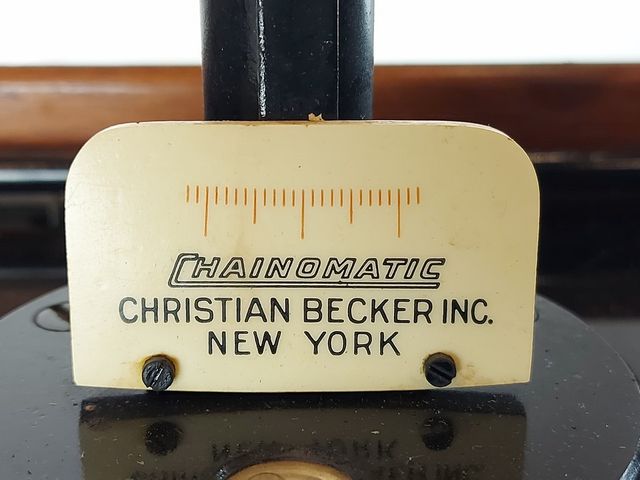 CHAINOMATIC
CHRISTIAN BECKER INC.
NEW YORK